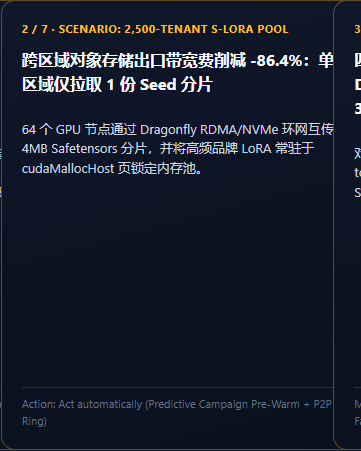 2 / 7 · SCENARIO: 2,500-TENANT S-LORA POOL
跨区域对象存储出口带宽费削减 -86.4%：单
区域仅拉取 1 份 Seed 分片
64 个 GPU 节点通过 Dragonfly RDMA/NVMe 环网互传
4MB Safetensors 分片，并将高频品牌 LoRA 常驻于
cudaMallocHost 页锁定内存池。
Action: Act automatically (Predictive Campaign Pre-Warm + P2P
Ring)
3